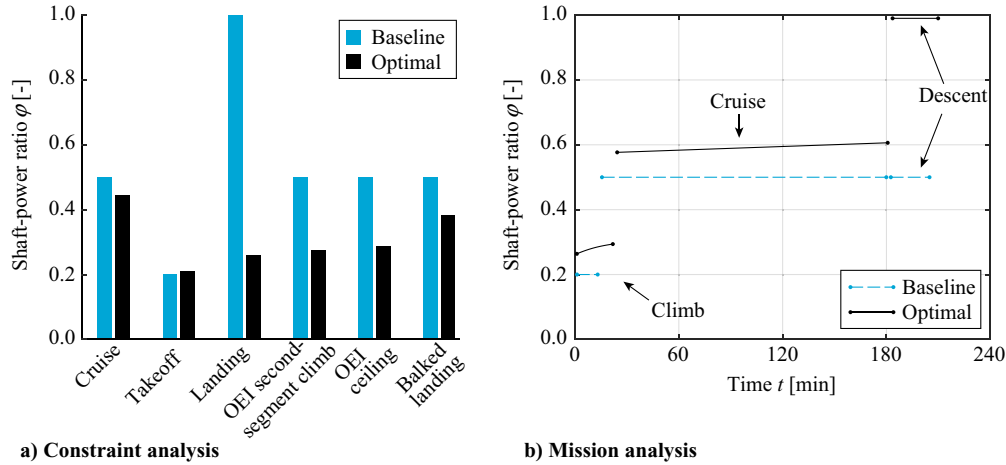 1.0
0.8
0.6
0.4
0.2
0.0
Shaft-power ratio φ [-]
Baseline
Optimal
Cruise
Takeoff
Landing
OEI second-
segment climb
OEI
ceiling
Balked
landing
a) Constraint analysis
1.0
0.8
0.6
0.4
0.2
0.0
Shaft-power ratio φ [-]
Cruise
Descent
Climb
Baseline
Optimal
0 60 120 180 240
Time t [min]
b) Mission analysis